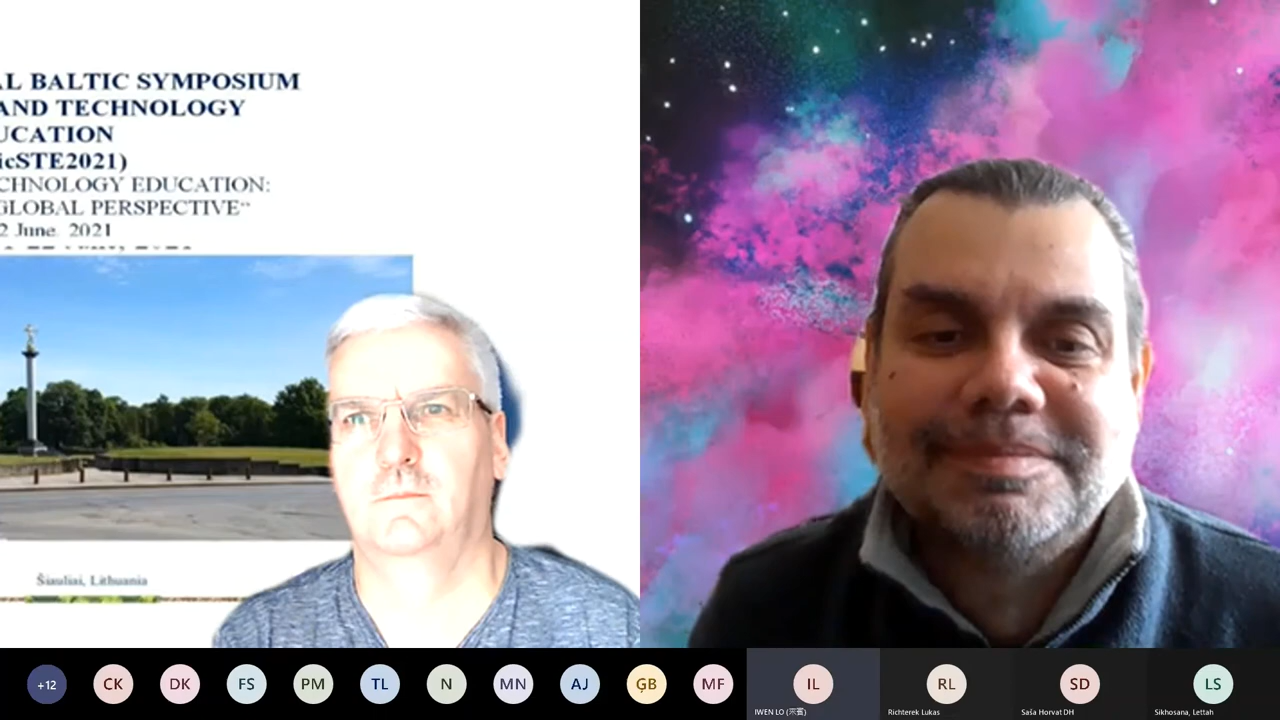 AL BALTIC SYMPOSIUM
AND TECHNOLOGY
UCATION
icSTE2021)
CHNOLOGY EDUCATION:
GLOBAL PERSPECTIVE“
2 June, 2021
Šiauliai, Lithuania
+12
CK
DK
FS
PM
TL
N
MN
AJ
ĢB
MF
IL
RL
SD
LS
IWEN LO
Richterek Lukas
Saša Horvat DH
Sikhosana, Lettah